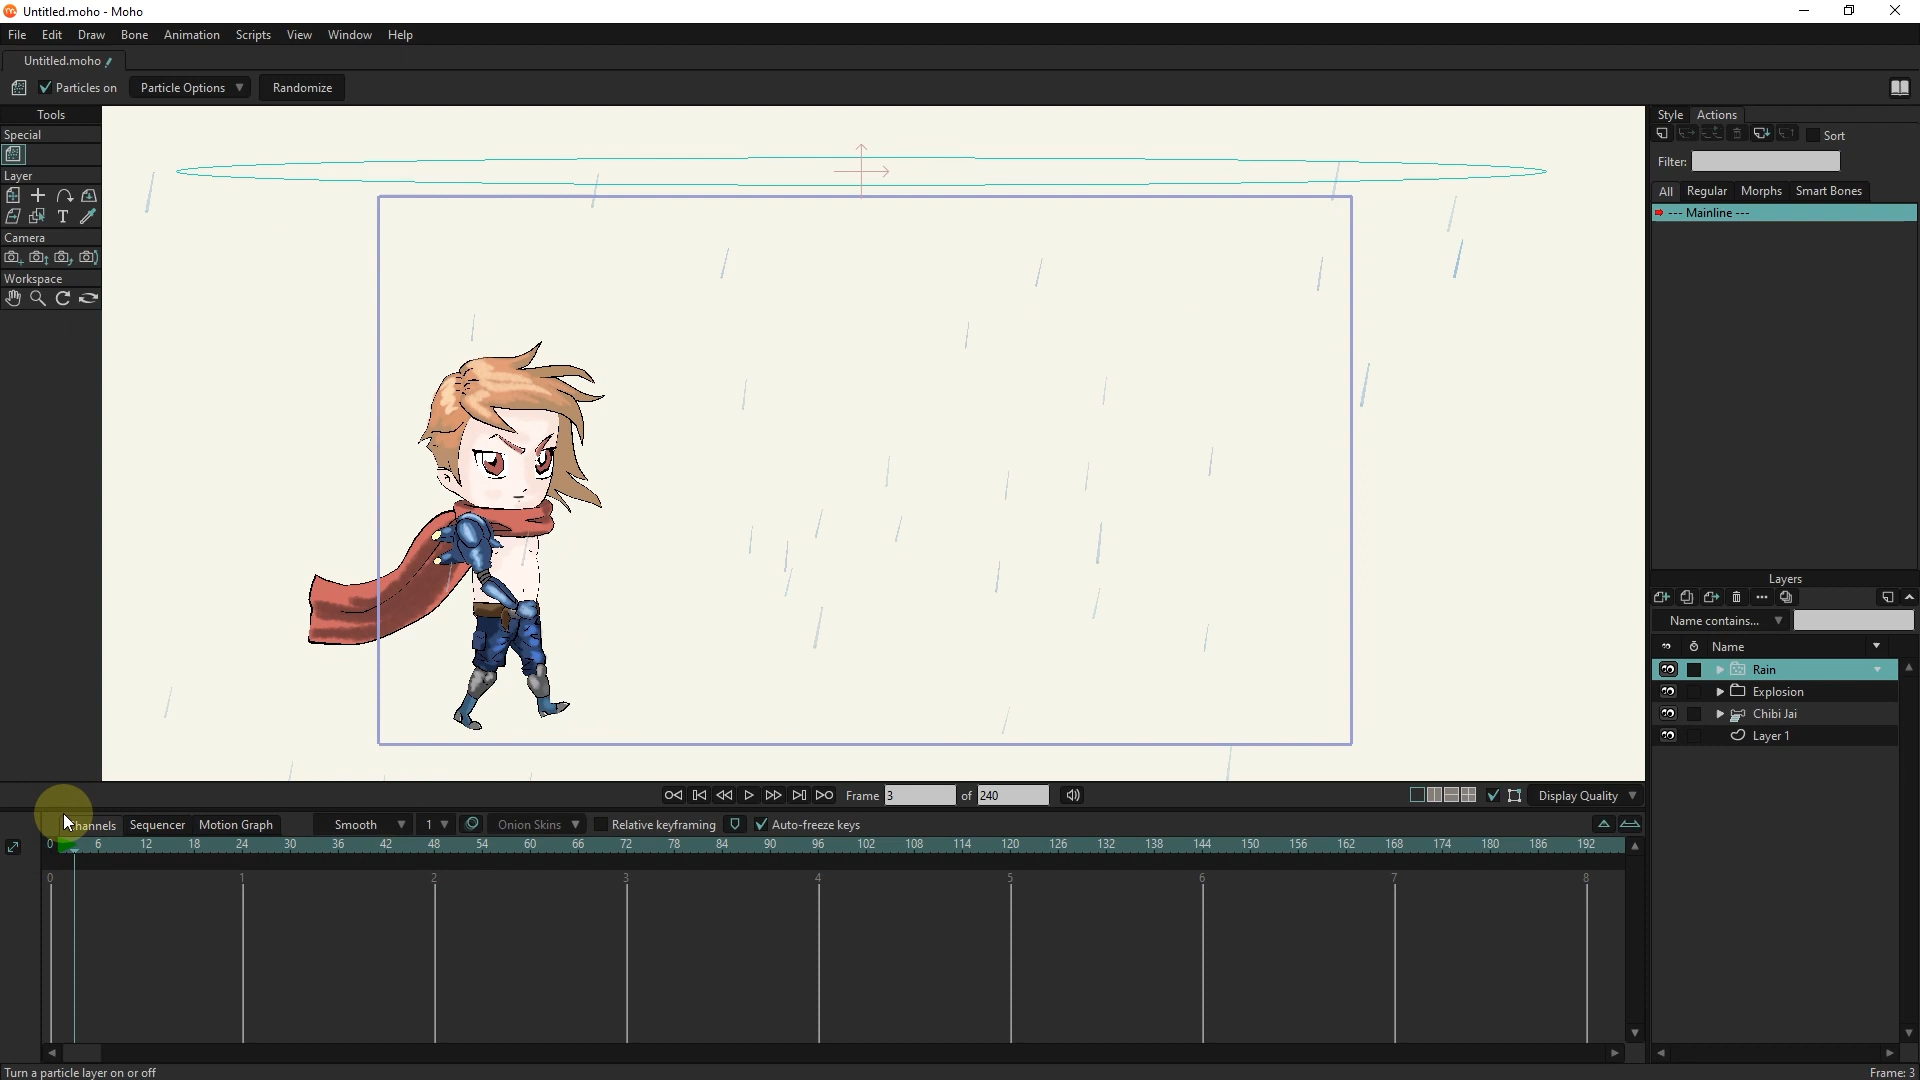 Untitled.moho - Moho
File Edit Draw Bone Animation Scripts View Window Help
Untitled.moho
Particles on Particle Options Randomize
Tools
Special
Layer
Camera
Workspace
Style Actions
Sort
Filter:
All Regular Morphs Smart Bones
--- Mainline ---
Layers
Name contains...
Name
Rain
Explosion
Chibi Jai
Layer 1
Frame 3 of 240 Display Quality
Channels Sequencer Motion Graph Smooth 1 Onion Skins Relative keyframing Auto-freeze keys
0 6 12 18 24 30 36 42 48 54 60 66 72 78 84 90 96 102 108 114 120 126 132 138 144 150 156 162 168 174 180 186 192
0 1 2 3 4 5 6 7 8
Turn a particle layer on or off
Frame: 3